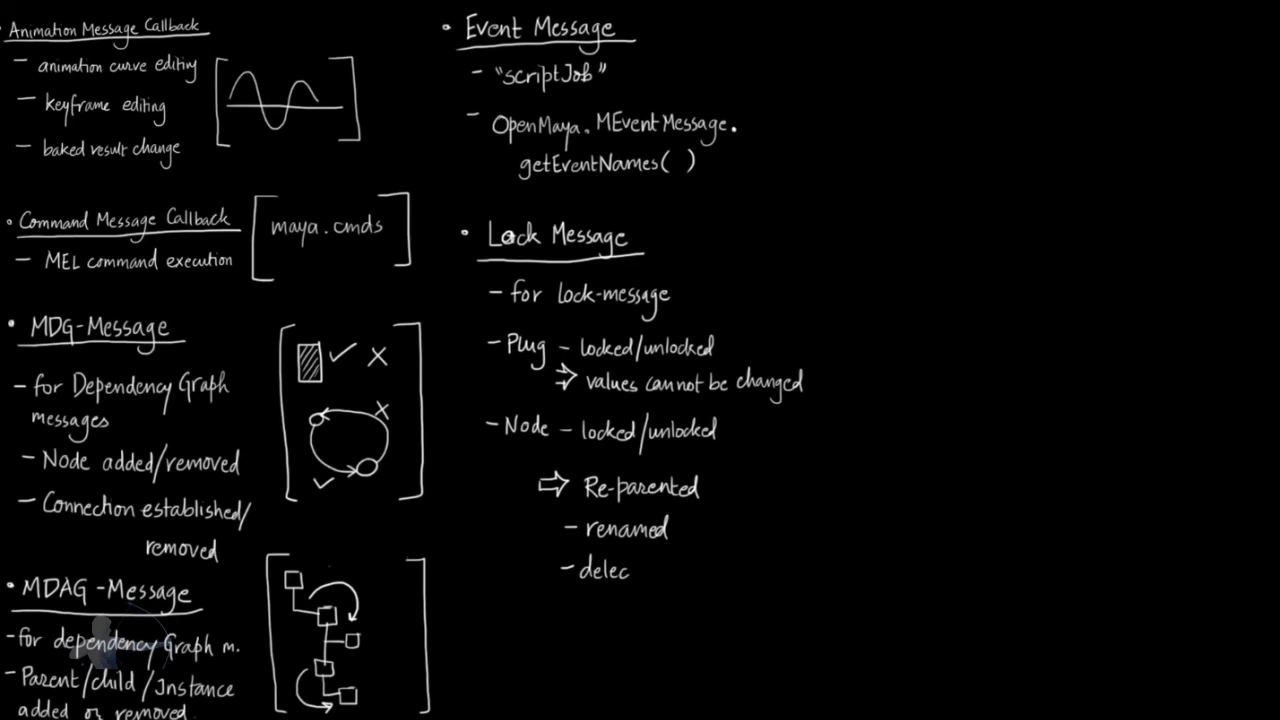 • Animation Message Callback
- animation curve editing
- keyframe editing
- baked result change
• Command Message Callback
- MEL command execution
maya.cmds
• MDG-Message
- for Dependency Graph
messages
- Node added/removed
- Connection established/
removed
• MDAG -Message
- for dependency Graph m.
- Parent/child/Instance
added or removed
• Event Message
- "scriptJob"
- OpenMaya.MEventMessage.
getEventNames( )
• Lock Message
- for lock-message
- Plug - locked/unlocked
⇒ values cannot be changed
- Node - locked/unlocked
⇒ Re-parented
- renamed
- delec